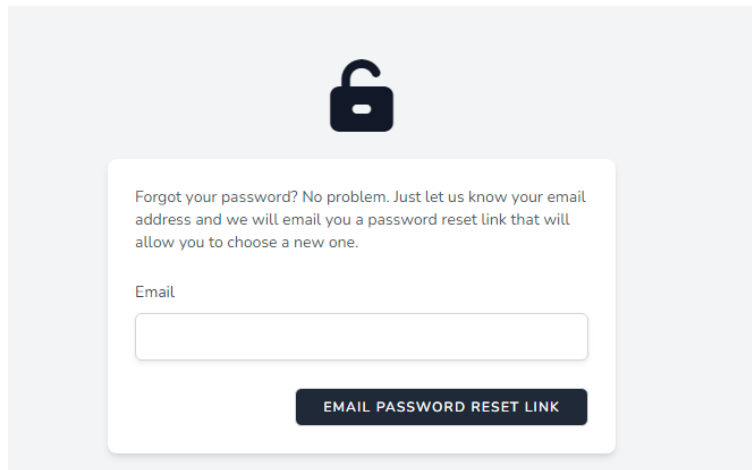 Forgot your password? No problem. Just let us know your email
address and we will email you a password reset link that will
allow you to choose a new one.
Email
EMAIL PASSWORD RESET LINK